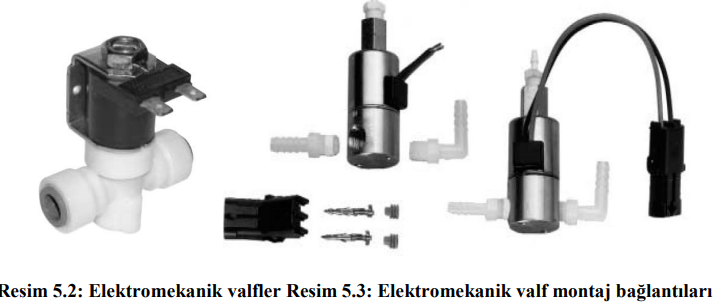 Resim 5.2: Elektromekanik valfler Resim 5.3: Elektromekanik valf montaj bağlantıları